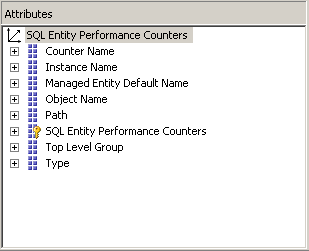 Attributes
SQL Entity Performance Counters
Counter Name
Instance Name
Managed Entity Default Name
Object Name
Path
SQL Entity Performance Counters
Top Level Group
Type